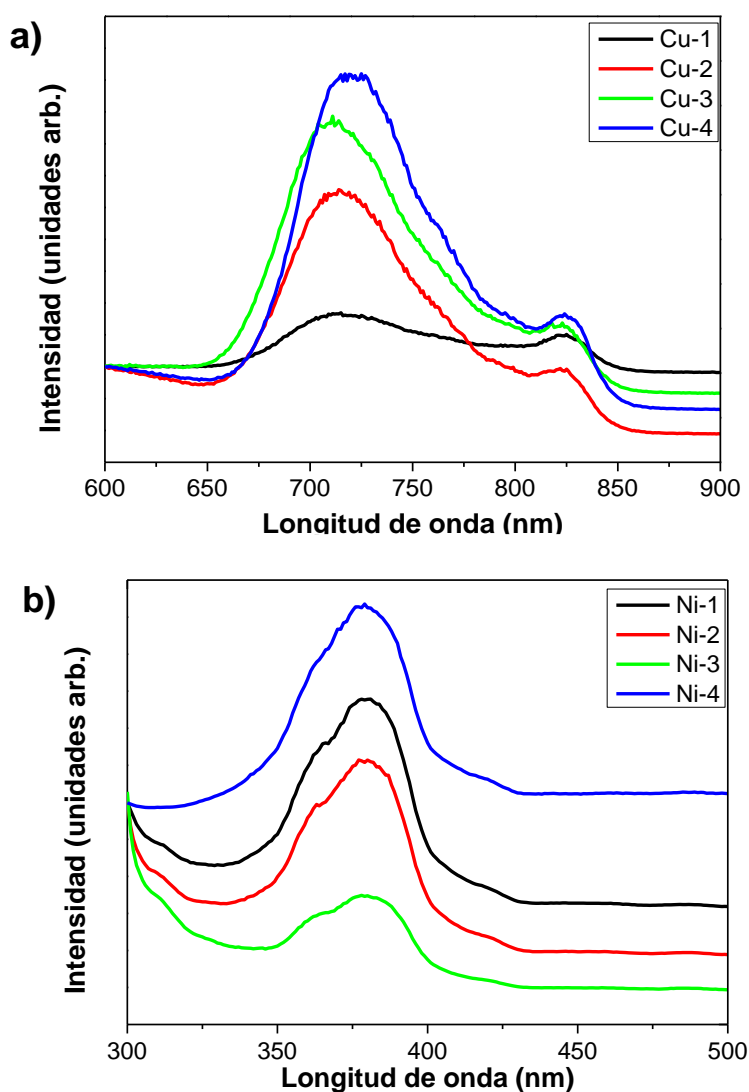 a)
Cu-1
Cu-2
Cu-3
Cu-4
Intensidad (unidades arb.)
600 650 700 750 800 850 900
Longitud de onda (nm)
b)
Ni-1
Ni-2
Ni-3
Ni-4
Intensidad (unidades arb.)
300 350 400 450 500
Longitud de onda (nm)